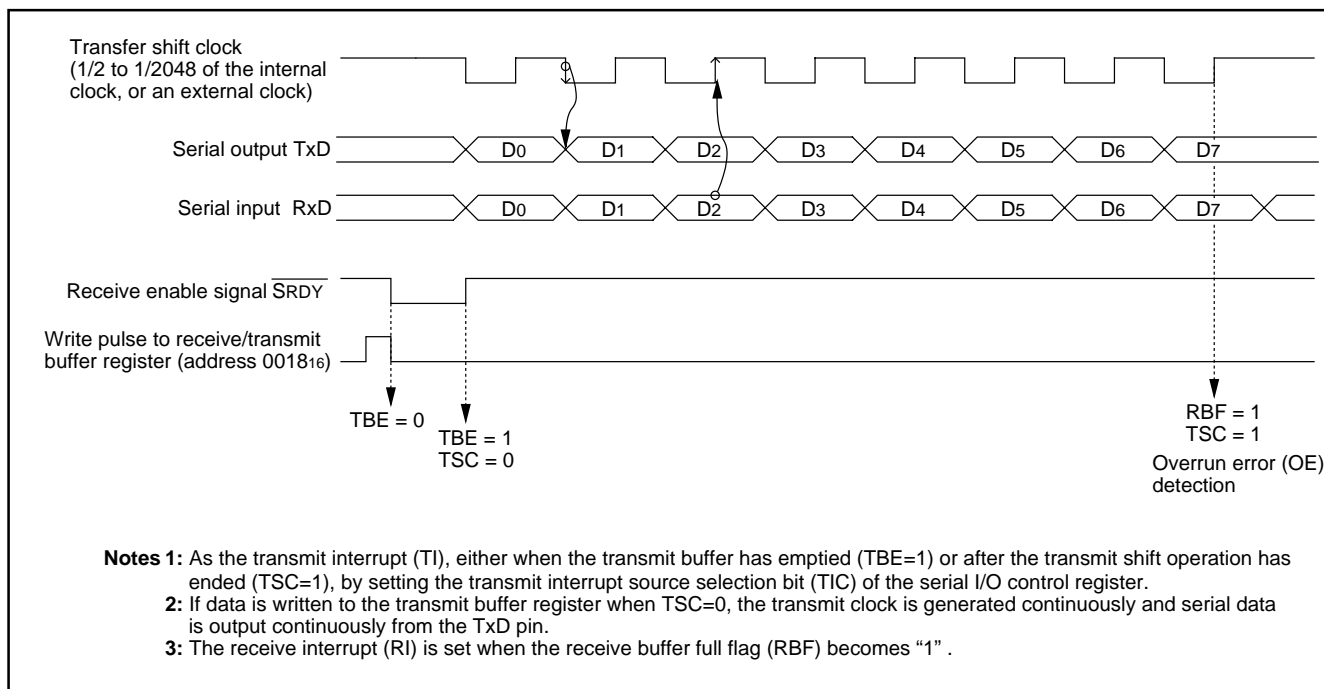 Transfer shift clock
(1/2 to 1/2048 of the internal
clock, or an external clock)
Serial output TxD
D0 D1 D2 D3 D4 D5 D6 D7
Serial input RxD
D0 D1 D2 D3 D4 D5 D6 D7
Receive enable signal SRDY
Write pulse to receive/transmit
buffer register (address 001816)
TBE = 0
TBE = 1
TSC = 0
RBF = 1
TSC = 1
Overrun error (OE)
detection
Notes 1: As the transmit interrupt (TI), either when the transmit buffer has emptied (TBE=1) or after the transmit shift operation has
ended (TSC=1), by setting the transmit interrupt source selection bit (TIC) of the serial I/O control register.
2: If data is written to the transmit buffer register when TSC=0, the transmit clock is generated continuously and serial data
is output continuously from the TxD pin.
3: The receive interrupt (RI) is set when the receive buffer full flag (RBF) becomes “1” .